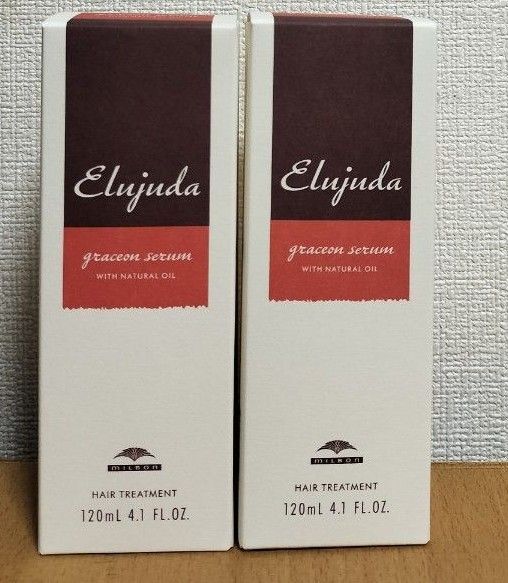 Elujuda
graceon serum
WITH NATURAL OIL
MILBON
HAIR TREATMENT
120mL 4.1 FL.OZ.
Elujuda
graceon serum
WITH NATURAL OIL
MILBON
HAIR TREATMENT
120mL 4.1 FL.OZ.